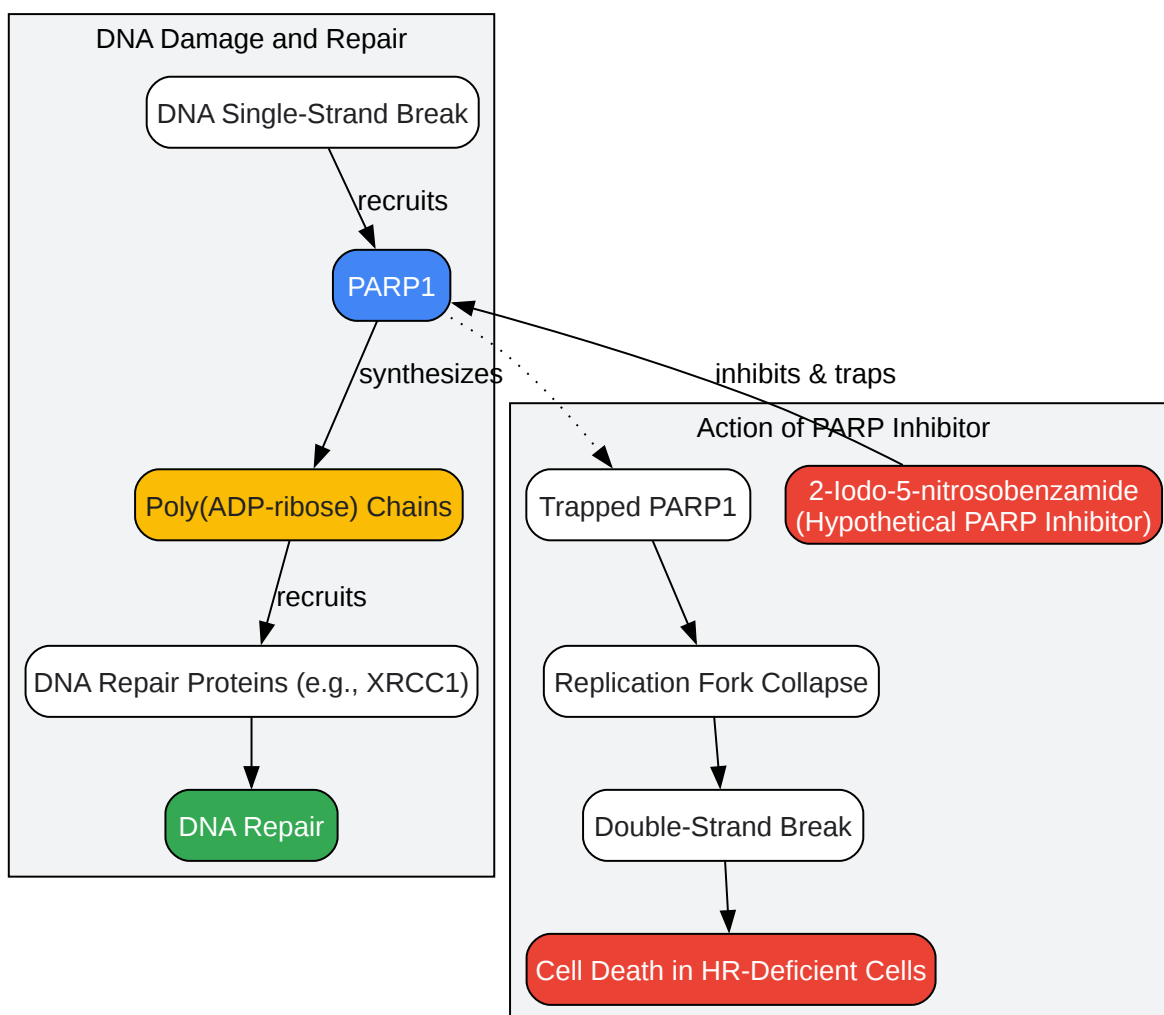 DNA Damage and Repair
DNA Single-Strand Break
recruits
PARP1
synthesizes
Poly(ADP-ribose) Chains
recruits
DNA Repair Proteins (e.g., XRCC1)
DNA Repair
inhibits & traps
Action of PARP Inhibitor
Trapped PARP1
2-Iodo-5-nitrosobenzamide
(Hypothetical PARP Inhibitor)
Replication Fork Collapse
Double-Strand Break
Cell Death in HR-Deficient Cells